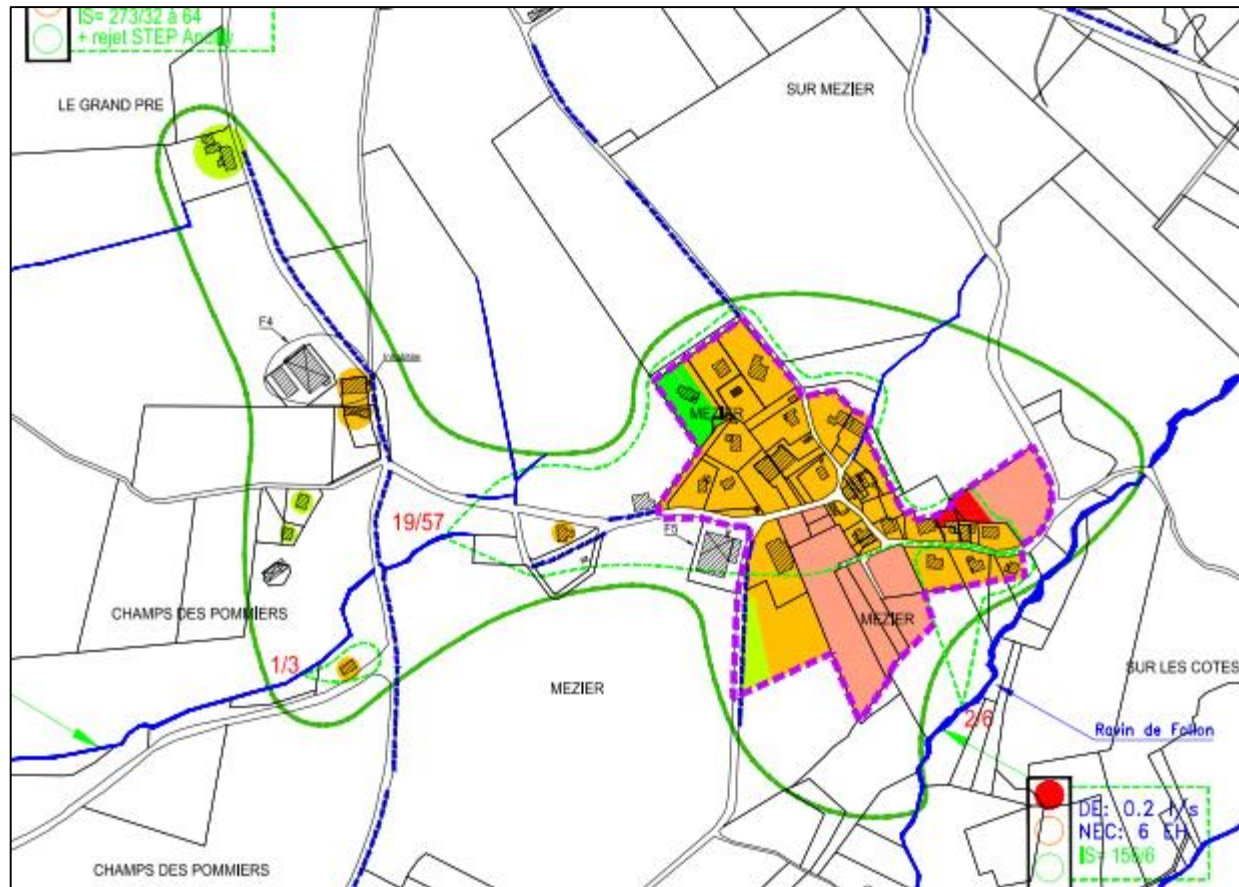 IS= 273/32 à 64
+ rejet STEP
LE GRAND PRE
SUR MEZIER
F4
MEZIER
19/57
F5
CHAMPS DES POMMIERS
MEZIER
1/3
MEZIER
SUR LES COTES
2/6
Ravin de Follon
DE: 0.2 l/s
NEC: 6 EH
IS= 156/6
CHAMPS DES POMMIERS